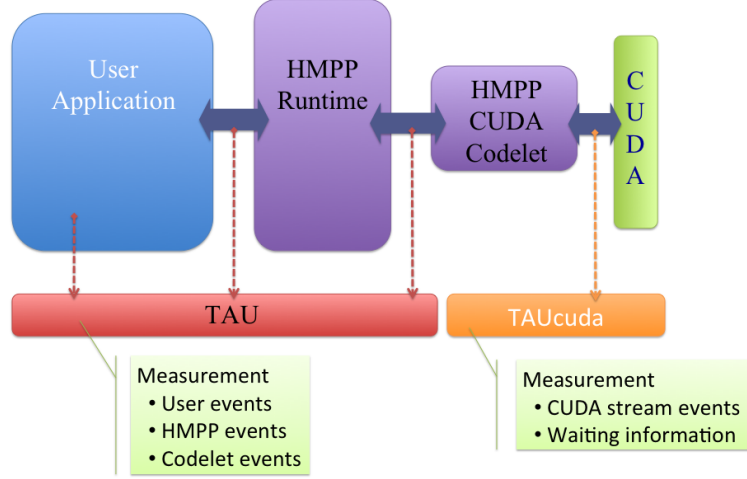 User
Application
HMPP
Runtime
HMPP
CUDA
Codelet
C
U
D
A
TAU
TAUcuda
Measurement
• User events
• HMPP events
• Codelet events
Measurement
• CUDA stream events
• Waiting information